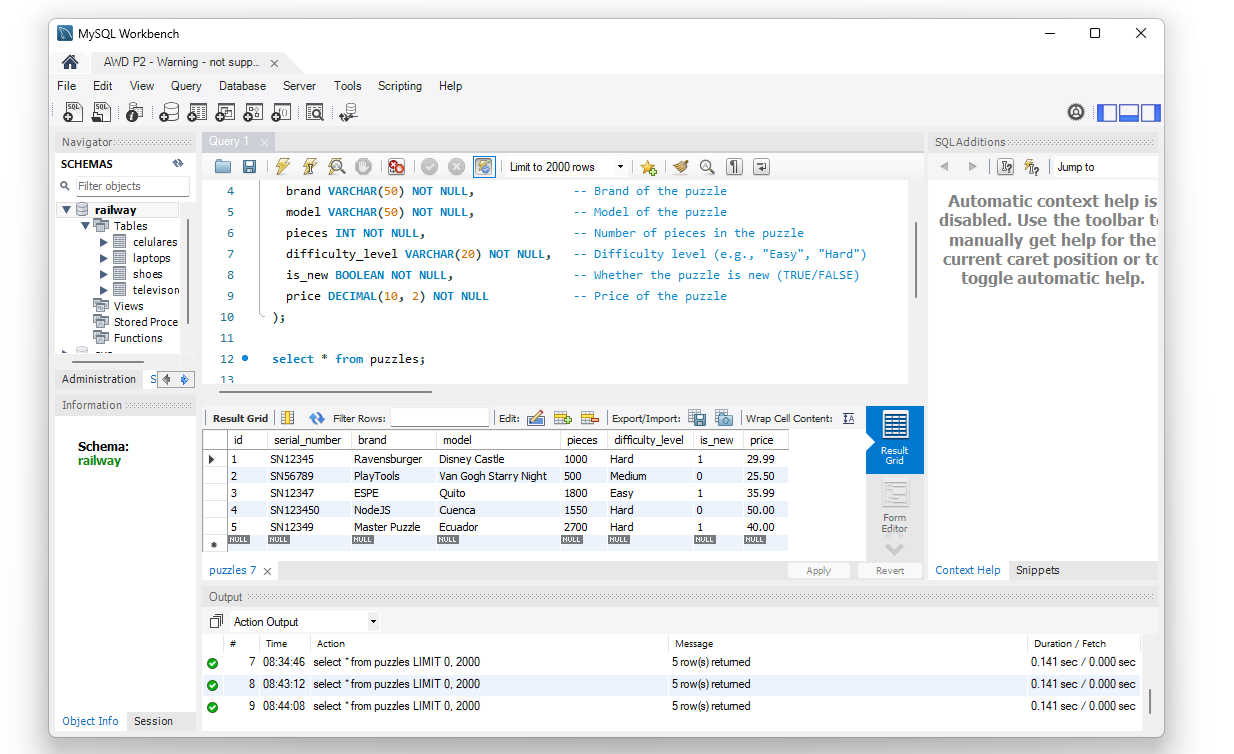 MySQL Workbench
AWD P2 - Warning - not supp...
File Edit View Query Database Server Tools Scripting Help
Navigator
SCHEMAS
Filter objects
railway
Tables
celulares
laptops
shoes
televisore
Views
Stored Proce
Functions
Administration S
Information
Schema:
railway
Object Info Session
Query 1
Limit to 2000 rows
4 brand VARCHAR(50) NOT NULL, -- Brand of the puzzle
5 model VARCHAR(50) NOT NULL, -- Model of the puzzle
6 pieces INT NOT NULL, -- Number of pieces in the puzzle
7 difficulty_level VARCHAR(20) NOT NULL, -- Difficulty level (e.g., "Easy", "Hard")
8 is_new BOOLEAN NOT NULL, -- Whether the puzzle is new (TRUE/FALSE)
9 price DECIMAL(10, 2) NOT NULL -- Price of the puzzle
10 );
11
12 select * from puzzles;
13
Result Grid Filter Rows: Edit: Export/Import: Wrap Cell Content:
id serial_number brand model pieces difficulty_level is_new price
1 SN12345 Ravensburger Disney Castle 1000 Hard 1 29.99
2 SN56789 PlayTools Van Gogh Starry Night 500 Medium 0 25.50
3 SN12347 ESPE Quito 1800 Easy 1 35.99
4 SN123450 NodeJS Cuenca 1550 Hard 0 50.00
5 SN12349 Master Puzzle Ecuador 2700 Hard 1 40.00
NULL NULL NULL NULL NULL NULL NULL NULL
Result
Grid
Form
Editor
puzzles 7
Apply Revert
SQLAdditions
Jump to
Automatic context help is
disabled. Use the toolbar to
manually get help for the
current caret position or to
toggle automatic help.
Context Help Snippets
Output
Action Output
# Time Action Message Duration / Fetch
7 08:34:46 select * from puzzles LIMIT 0, 2000 5 row(s) returned 0.141 sec / 0.000 sec
8 08:43:12 select * from puzzles LIMIT 0, 2000 5 row(s) returned 0.141 sec / 0.000 sec
9 08:44:08 select * from puzzles LIMIT 0, 2000 5 row(s) returned 0.141 sec / 0.000 sec